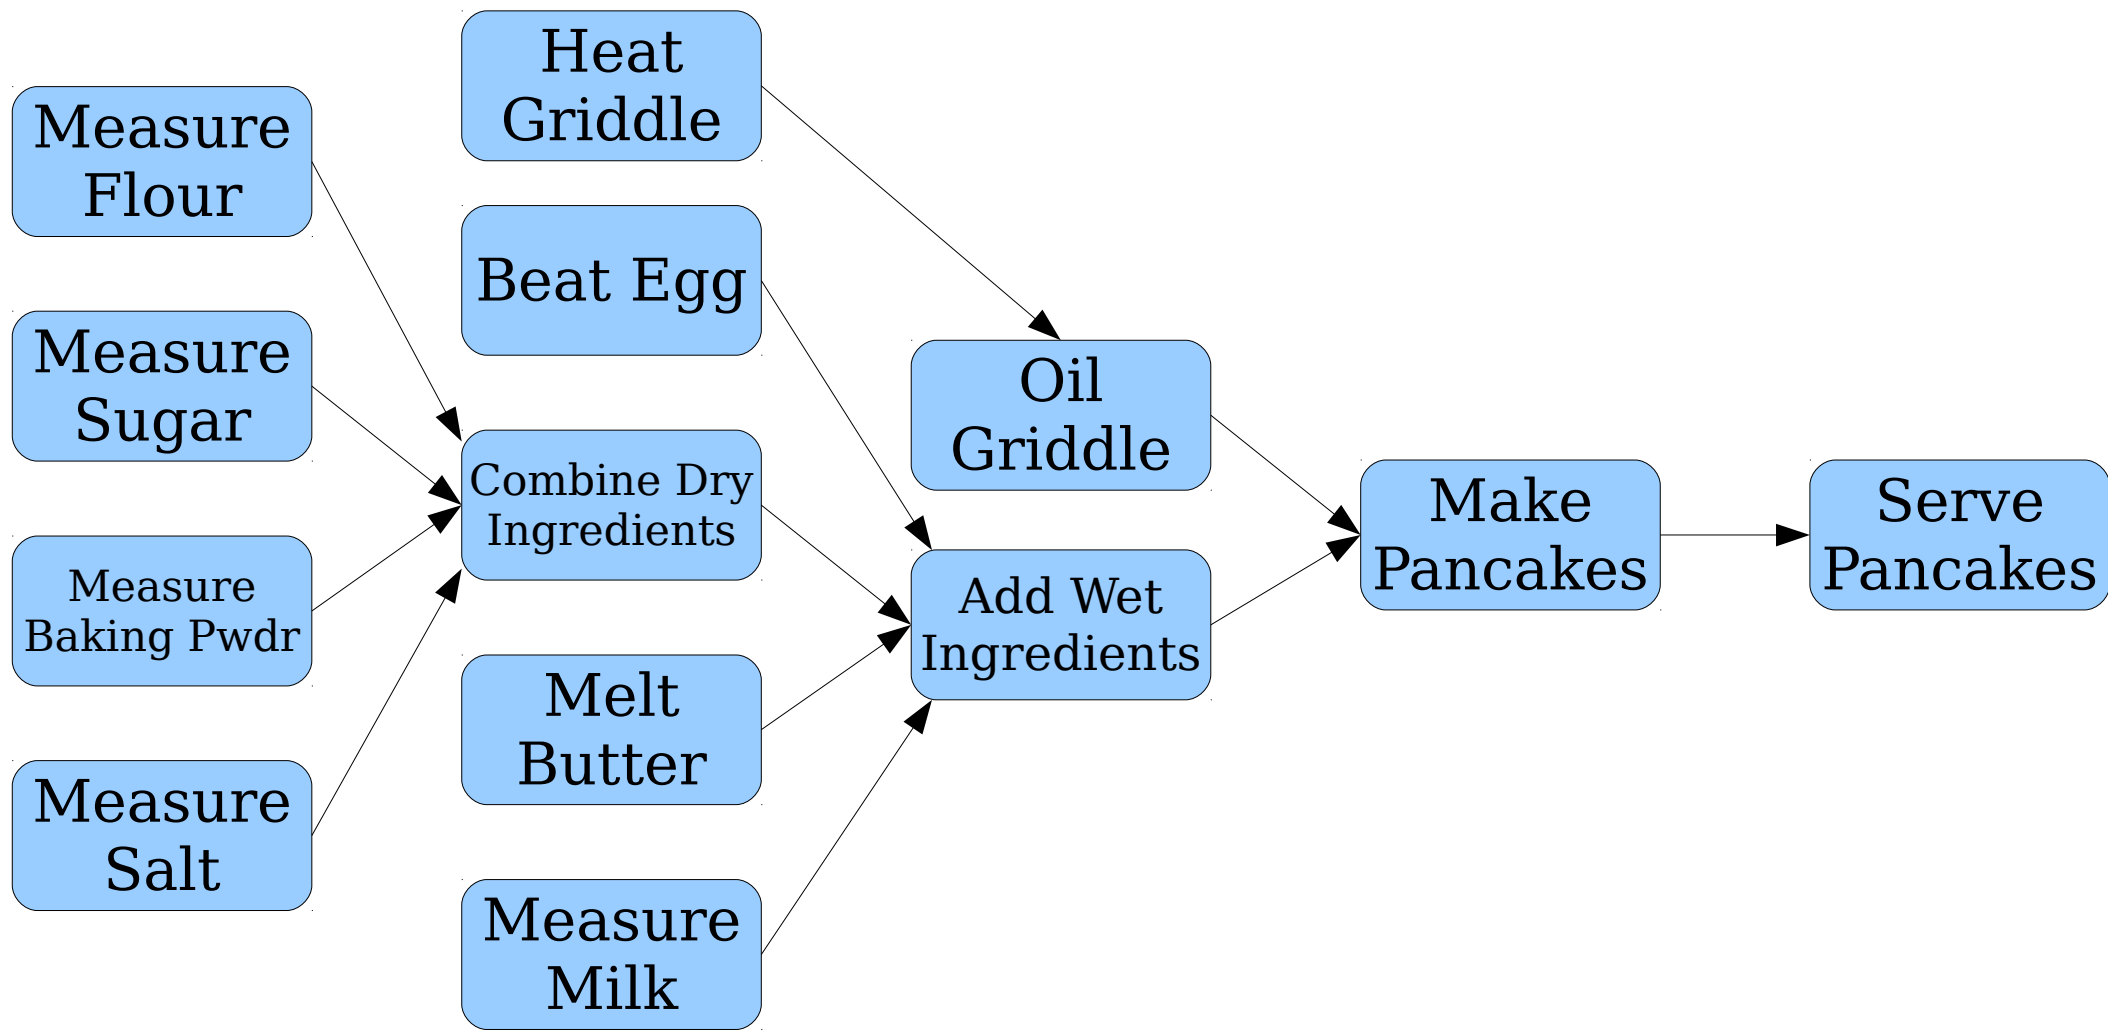 Measure
Flour
Measure
Sugar
Measure
Baking Pwdr
Measure
Salt
Heat
Griddle
Beat Egg
Combine Dry
Ingredients
Melt
Butter
Measure
Milk
Oil
Griddle
Add Wet
Ingredients
Make
Pancakes
Serve
Pancakes